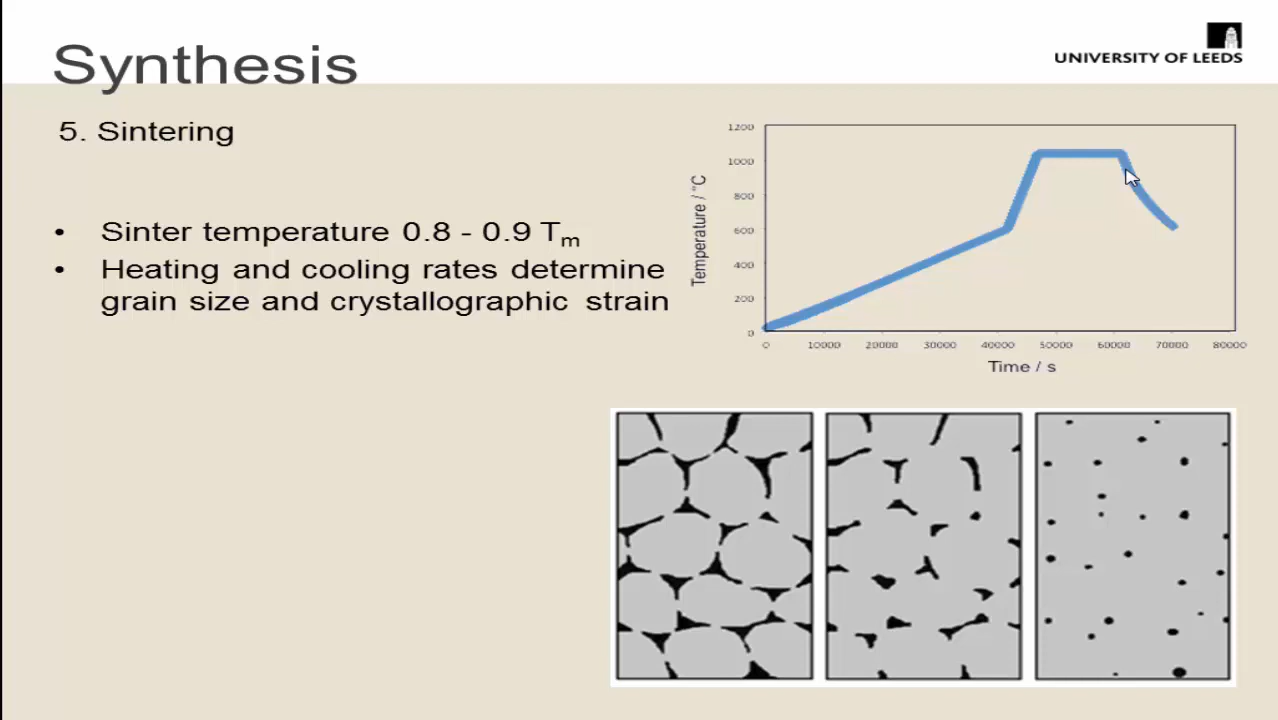 Synthesis
UNIVERSITY OF LEEDS
5. Sintering
• Sinter temperature 0.8 - 0.9 Tm
• Heating and cooling rates determine
grain size and crystallographic strain
Temperature / °C
1200
1000
800
600
400
200
0
0 10000 20000 30000 40000 50000 60000 70000 80000
Time / s